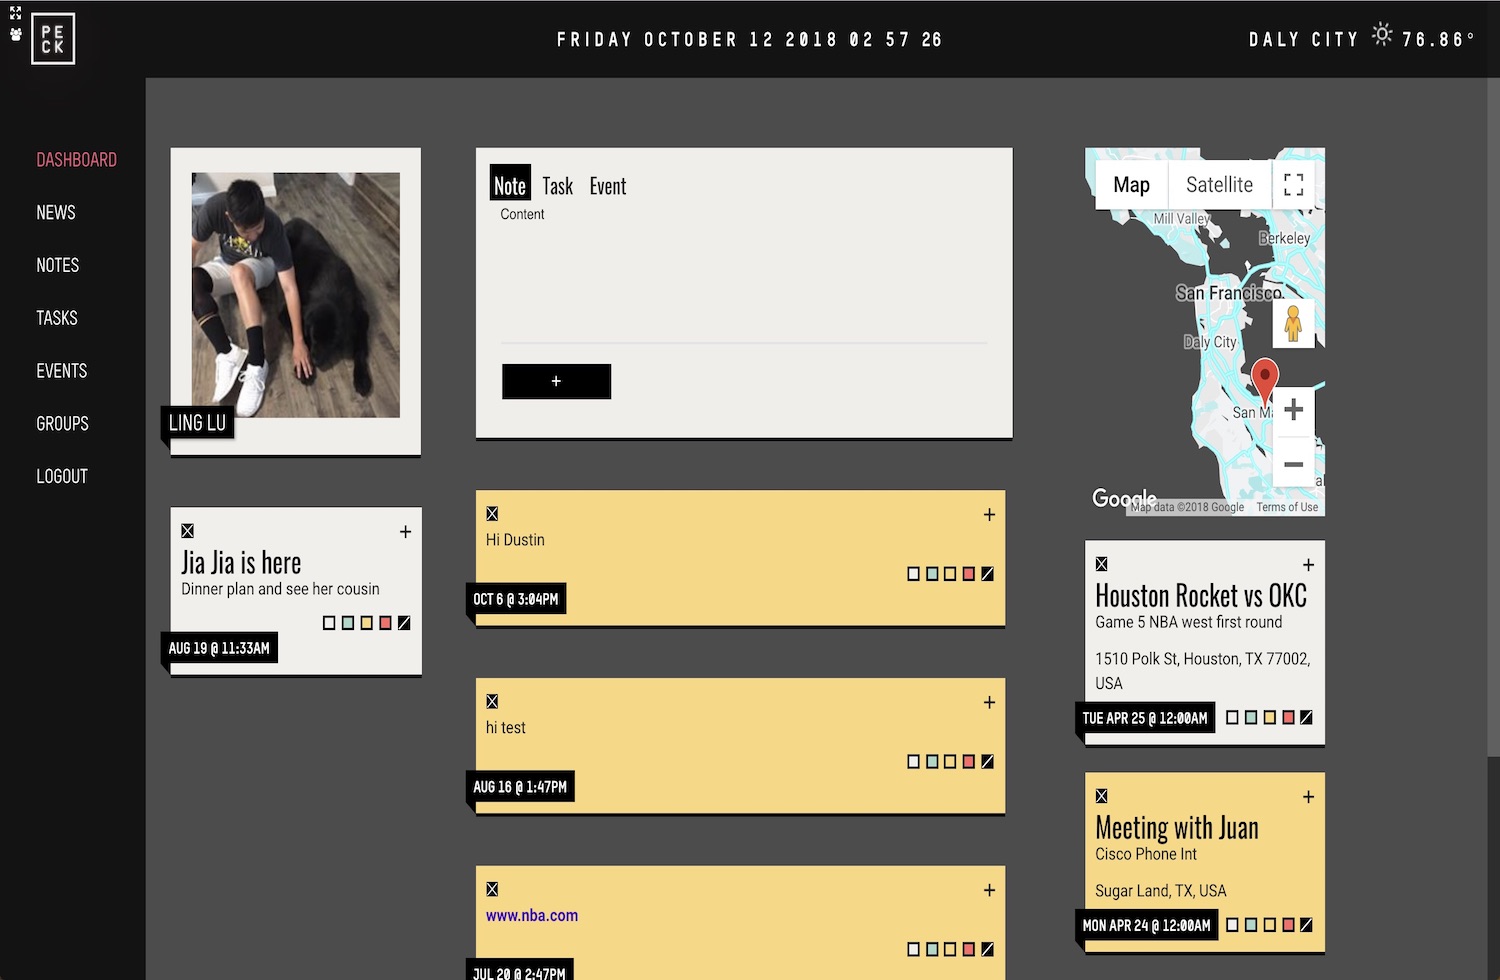 PE
CK
FRIDAY OCTOBER 12 2018 02 57 26
DALY CITY 76.86°
DASHBOARD
NEWS
NOTES
TASKS
EVENTS
GROUPS
LOGOUT
LING LU
Jia Jia is here
Dinner plan and see her cousin
AUG 19 @ 11:33AM
Note Task Event
Content
+
Hi Dustin
OCT 6 @ 3:04PM
hi test
AUG 16 @ 1:47PM
www.nba.com
JUL 20 @ 2:47PM
Map Satellite
Mill Valley
Berkeley
San Francisco
Daly City
San Ma
Google
Map data ©2018 Google Terms of Use
Houston Rocket vs OKC
Game 5 NBA west first round
1510 Polk St, Houston, TX 77002,
USA
TUE APR 25 @ 12:00AM
Meeting with Juan
Cisco Phone Int
Sugar Land, TX, USA
MON APR 24 @ 12:00AM